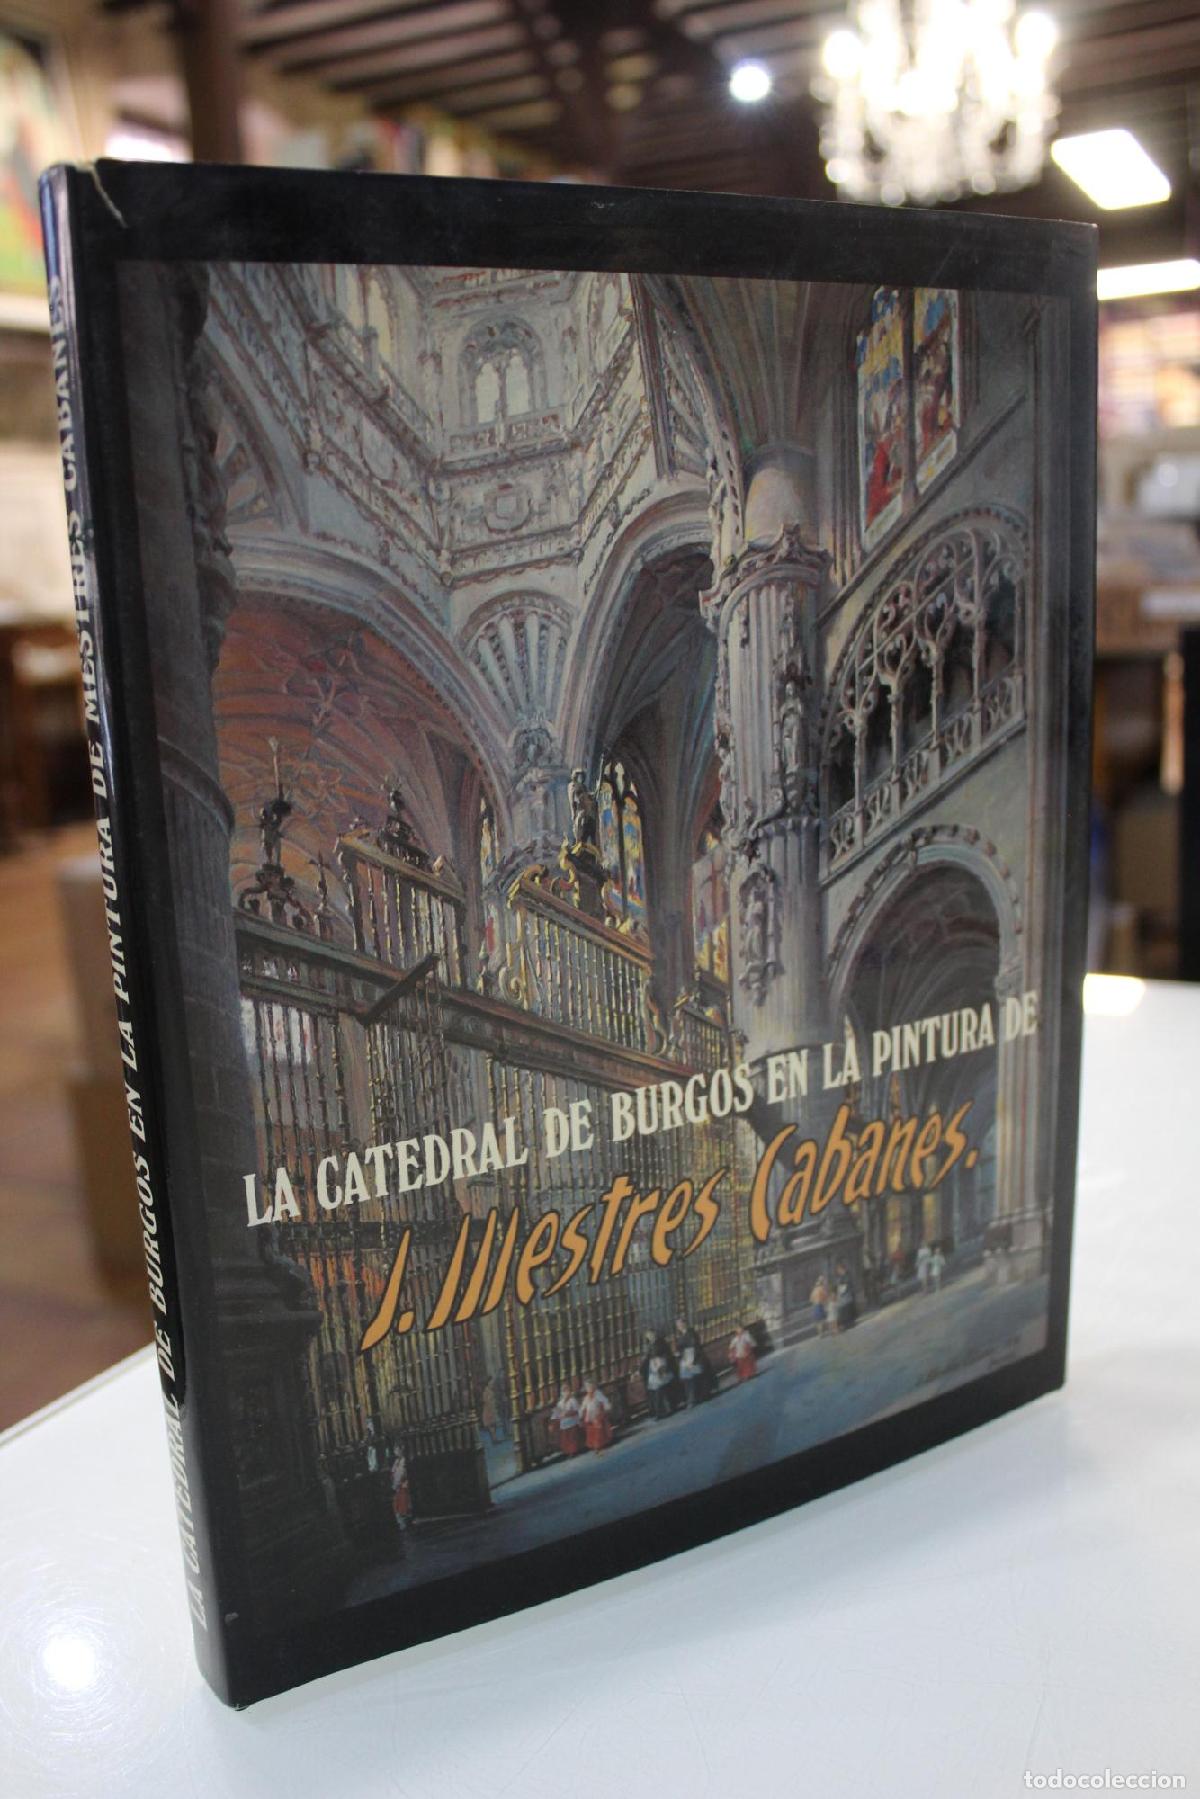 LA CATEDRAL DE BURGOS EN LA PINTURA DE MESTRES CABANES
LA CATEDRAL DE BURGOS EN LA PINTURA DE
J. Mestres Cabanes.
todocoleccion